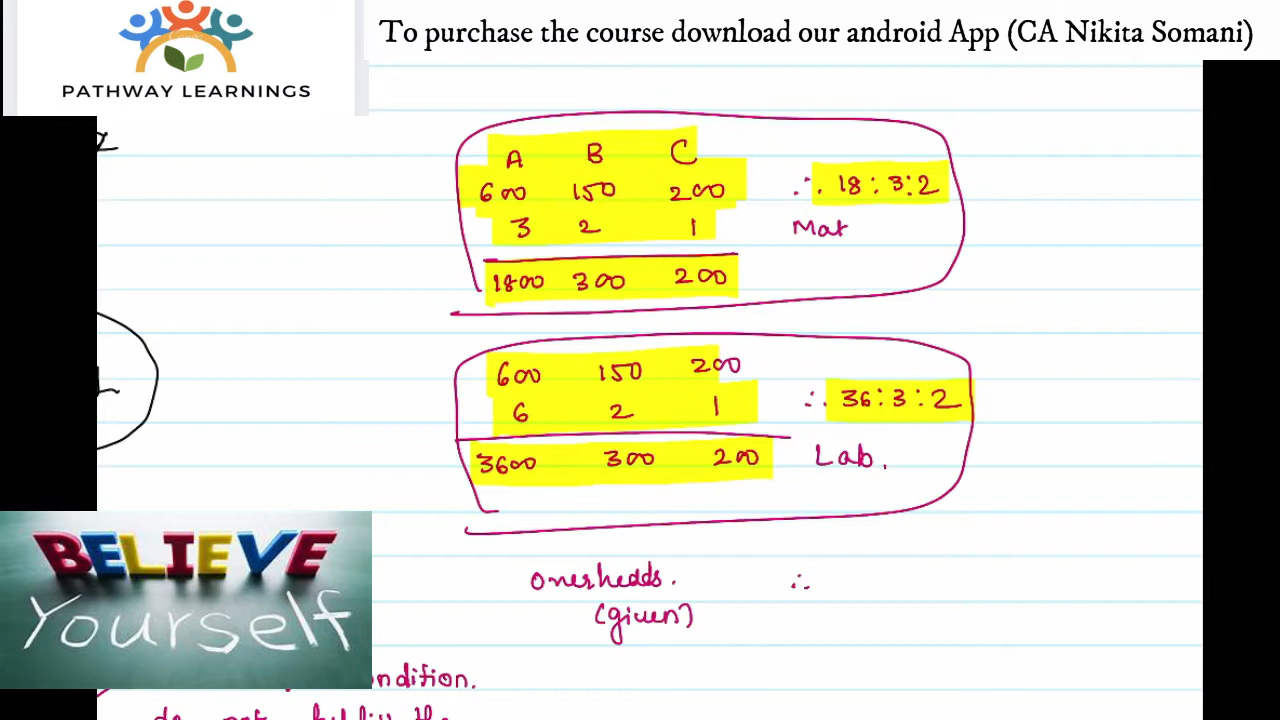 To purchase the course download our android App (CA Nikita Somani)
PATHWAY LEARNINGS
A B C
600 150 200 ∴ 18:3:2
3 2 1 Mat
1800 300 200
600 150 200
6 2 1 ∴ 36:3:2
3600 300 200 Lab.
BELIEVE
Yourself
overheads. ∴
(given)
condition.